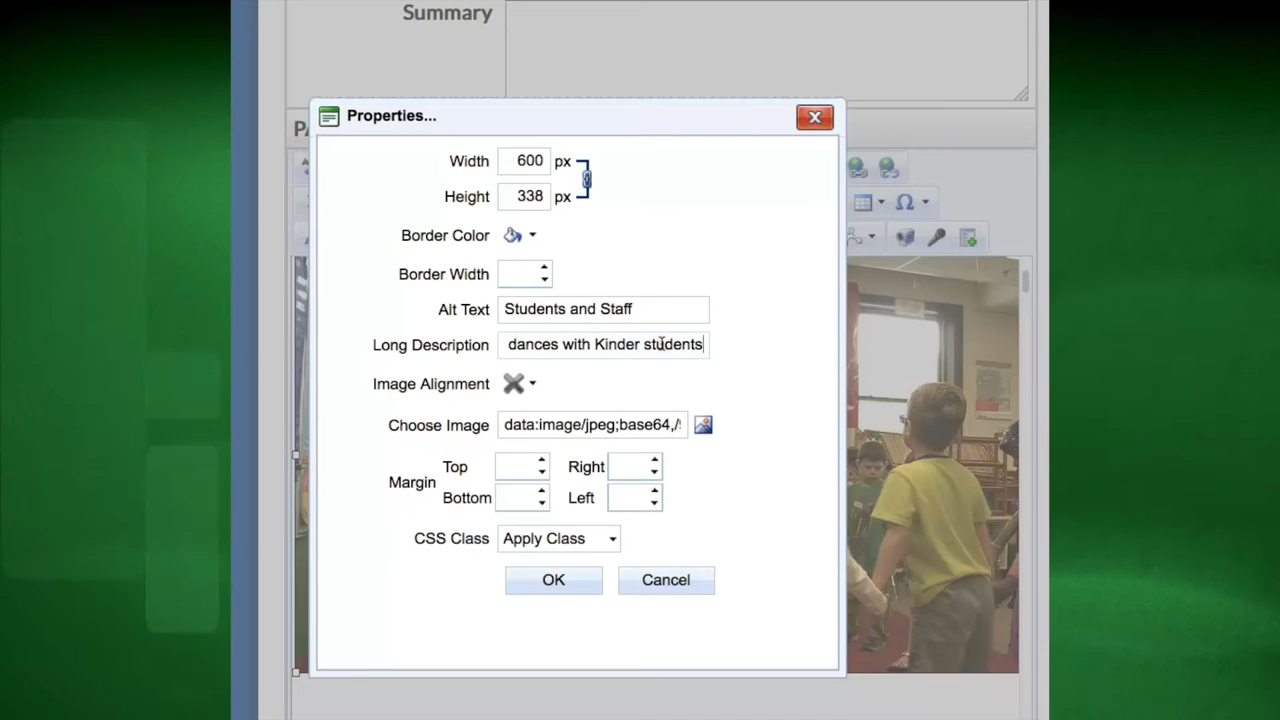 Summary
PA
Properties...
Width 600 px
Height 338 px
Border Color
Border Width
Alt Text Students and Staff
Long Description dances with Kinder students
Image Alignment
Choose Image data:image/jpeg;base64,/
Margin Top Right
Bottom Left
CSS Class Apply Class
OK Cancel